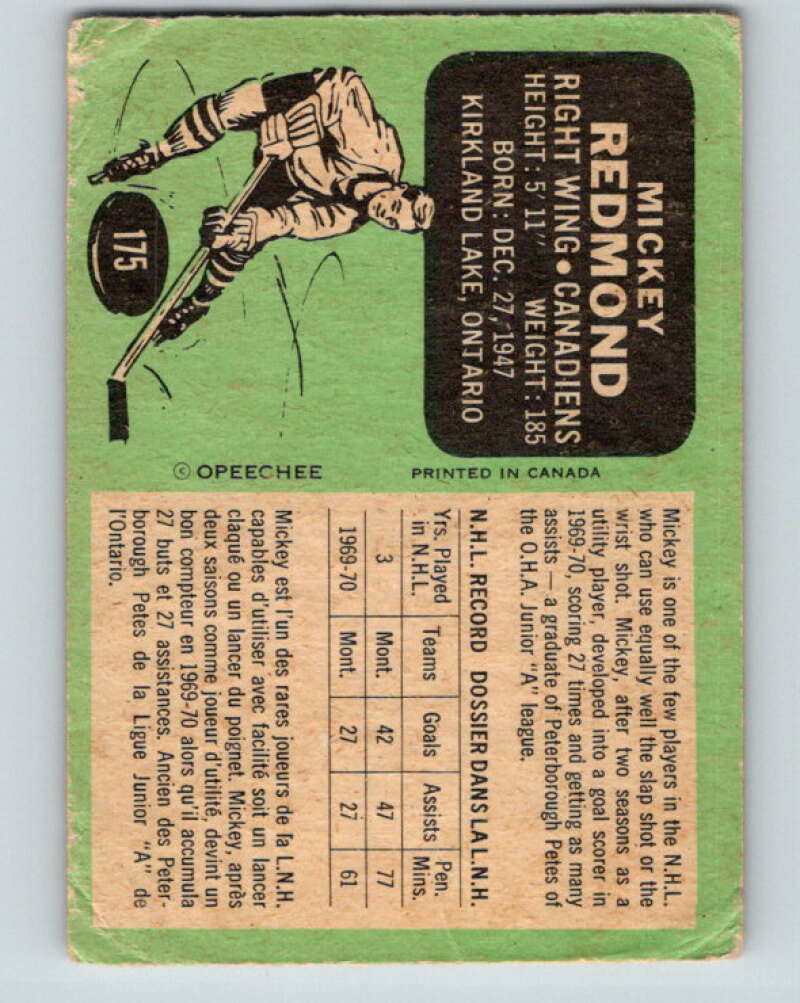 MICKEY
REDMOND
RIGHT WING • CANADIENS
HEIGHT: 5'11" WEIGHT: 185
BORN: DEC. 27, 1947
KIRKLAND LAKE, ONTARIO
175
© OPEECHEE
PRINTED IN CANADA
Mickey is one of the few players in the N.H.L.
who can use equally well the slap shot or the
wrist shot. Mickey, after two seasons as a
utility player, developed into a goal scorer in
1969-70, scoring 27 times and getting as many
assists — a graduate of Peterborough Petes of
the O.H.A. Junior "A" league.
N.H.L. RECORD DOSSIER DANS LA L.N.H.
Yrs. Played in N.H.L. Teams Goals Assists Pen. Mins.
3 Mont. 42 47 77
1969-70 Mont. 27 27 61
Mickey est l'un des rares joueurs de la L.N.H.
capables d'utiliser avec facilité soit un lancer
claqué ou un lancer du poignet. Mickey, après
deux saisons comme joueur d'utilité, devint un
bon compteur en 1969-70 alors qu'il accumula
27 buts et 27 assistances. Ancien des Peter-
borough Petes de la Ligue Junior "A" de
l'Ontario.